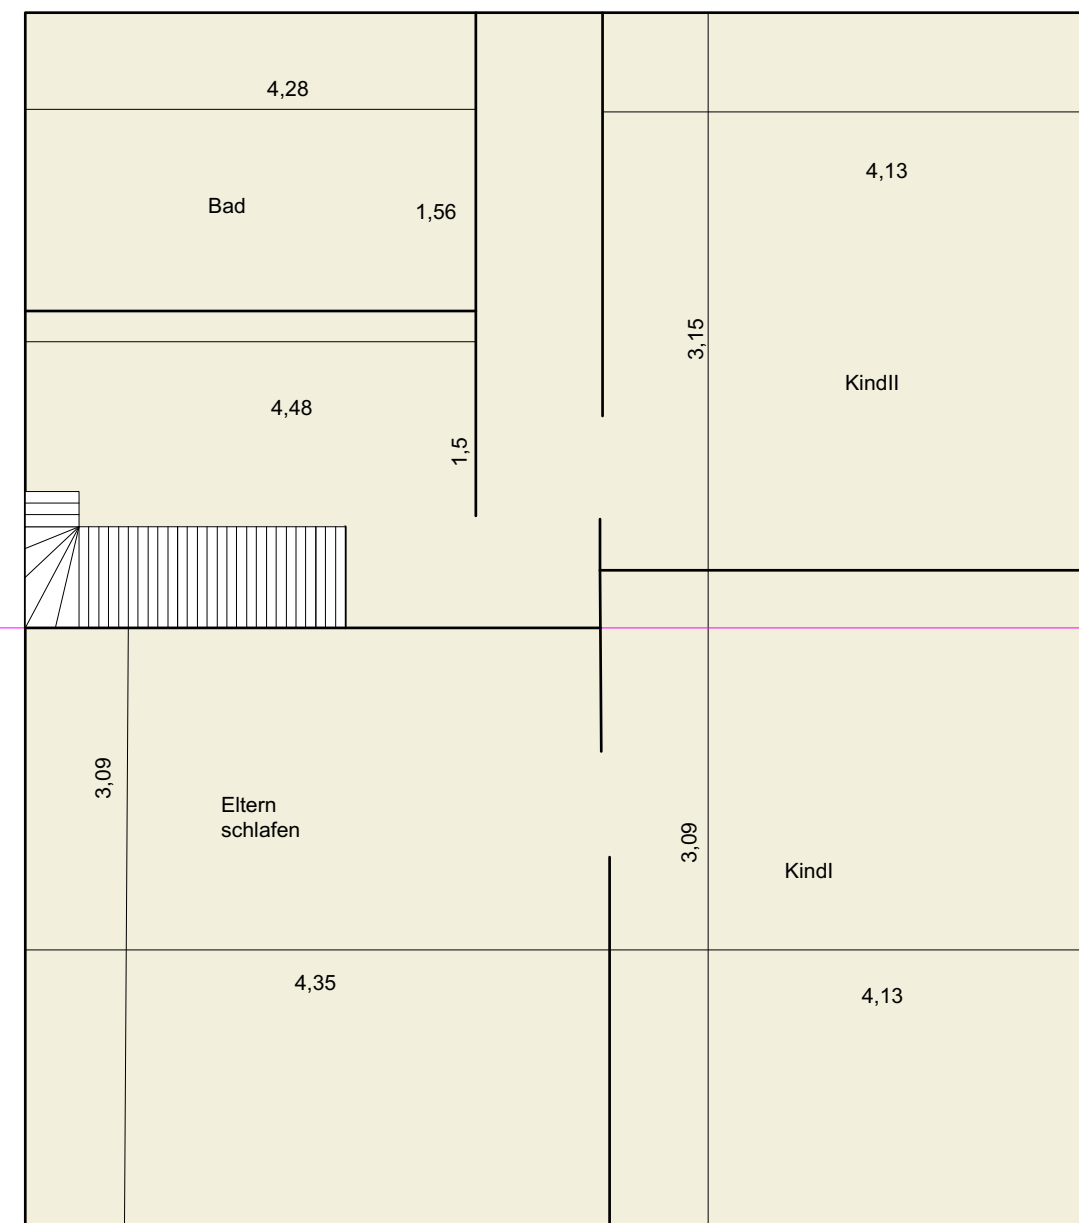 4,28
4,13
Bad
1,56
3,15
KindII
4,48
1,5
3,09
Eltern
schlafen
3,09
KindI
4,35
4,13